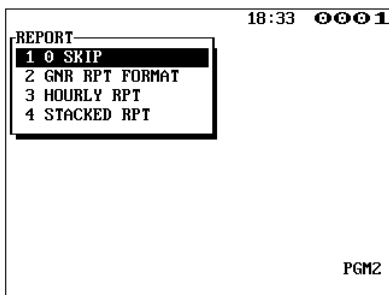 18:33 0001
REPORT
1 0 SKIP
2 GNR RPT FORMAT
3 HOURLY RPT
4 STACKED RPT
PGM2